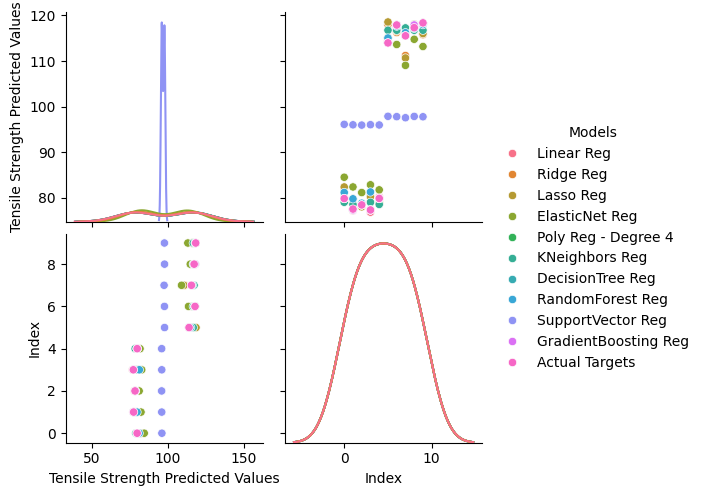 Tensile Strength Predicted Values
120
110
100
90
80
Index
8
6
4
2
0
50 100 150
Tensile Strength Predicted Values
0 10
Index
Models
Linear Reg
Ridge Reg
Lasso Reg
ElasticNet Reg
Poly Reg - Degree 4
KNeighbors Reg
DecisionTree Reg
RandomForest Reg
SupportVector Reg
GradientBoosting Reg
Actual Targets